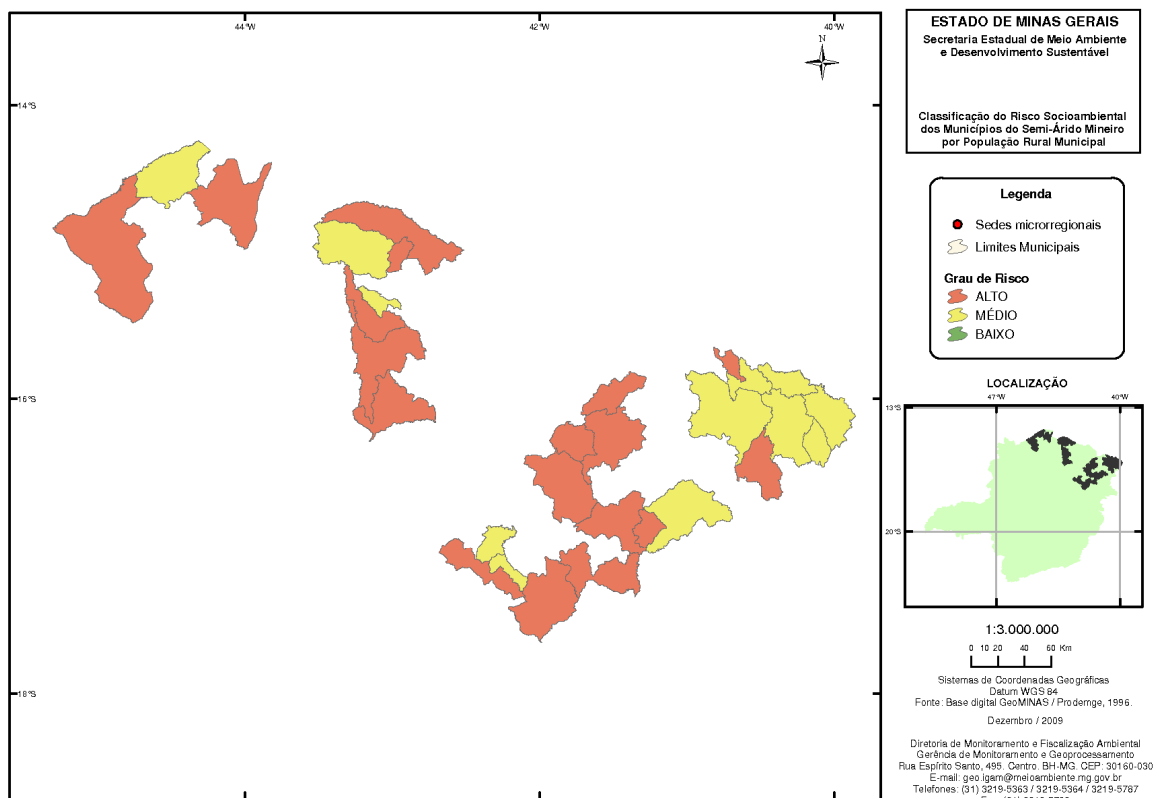 44°W
42°W
40°W
N
14°S
16°S
18°S
ESTADO DE MINAS GERAIS
Secretaria Estadual de Meio Ambiente
e Desenvolvimento Sustentável
Classificação do Risco Socioambiental
dos Municípios do Semi-Árido Mineiro
por População Rural Municipal
Legenda
Sedes microrregionais
Limites Municipais
Grau de Risco
ALTO
MÉDIO
BAIXO
LOCALIZAÇÃO
47°W
40°W
13°S
20°S
1:3.000.000
0 10 20 40 60 Km
Sistemas de Coordenadas Geográficas
Datum WGS 84
Fonte: Base digital GeoMINAS / Prodemge, 1996.
Dezembro / 2009
Diretoria de Monitoramento e Fiscalização Ambiental
Gerência de Monitoramento e Geoprocessamento
Rua Espírito Santo, 495. Centro. BH-MG. CEP: 30160-030
E-mail: geo.igam@meioambiente.mg.gov.br
Telefones: (31) 3219-5363 / 3219-5364 / 3219-5787